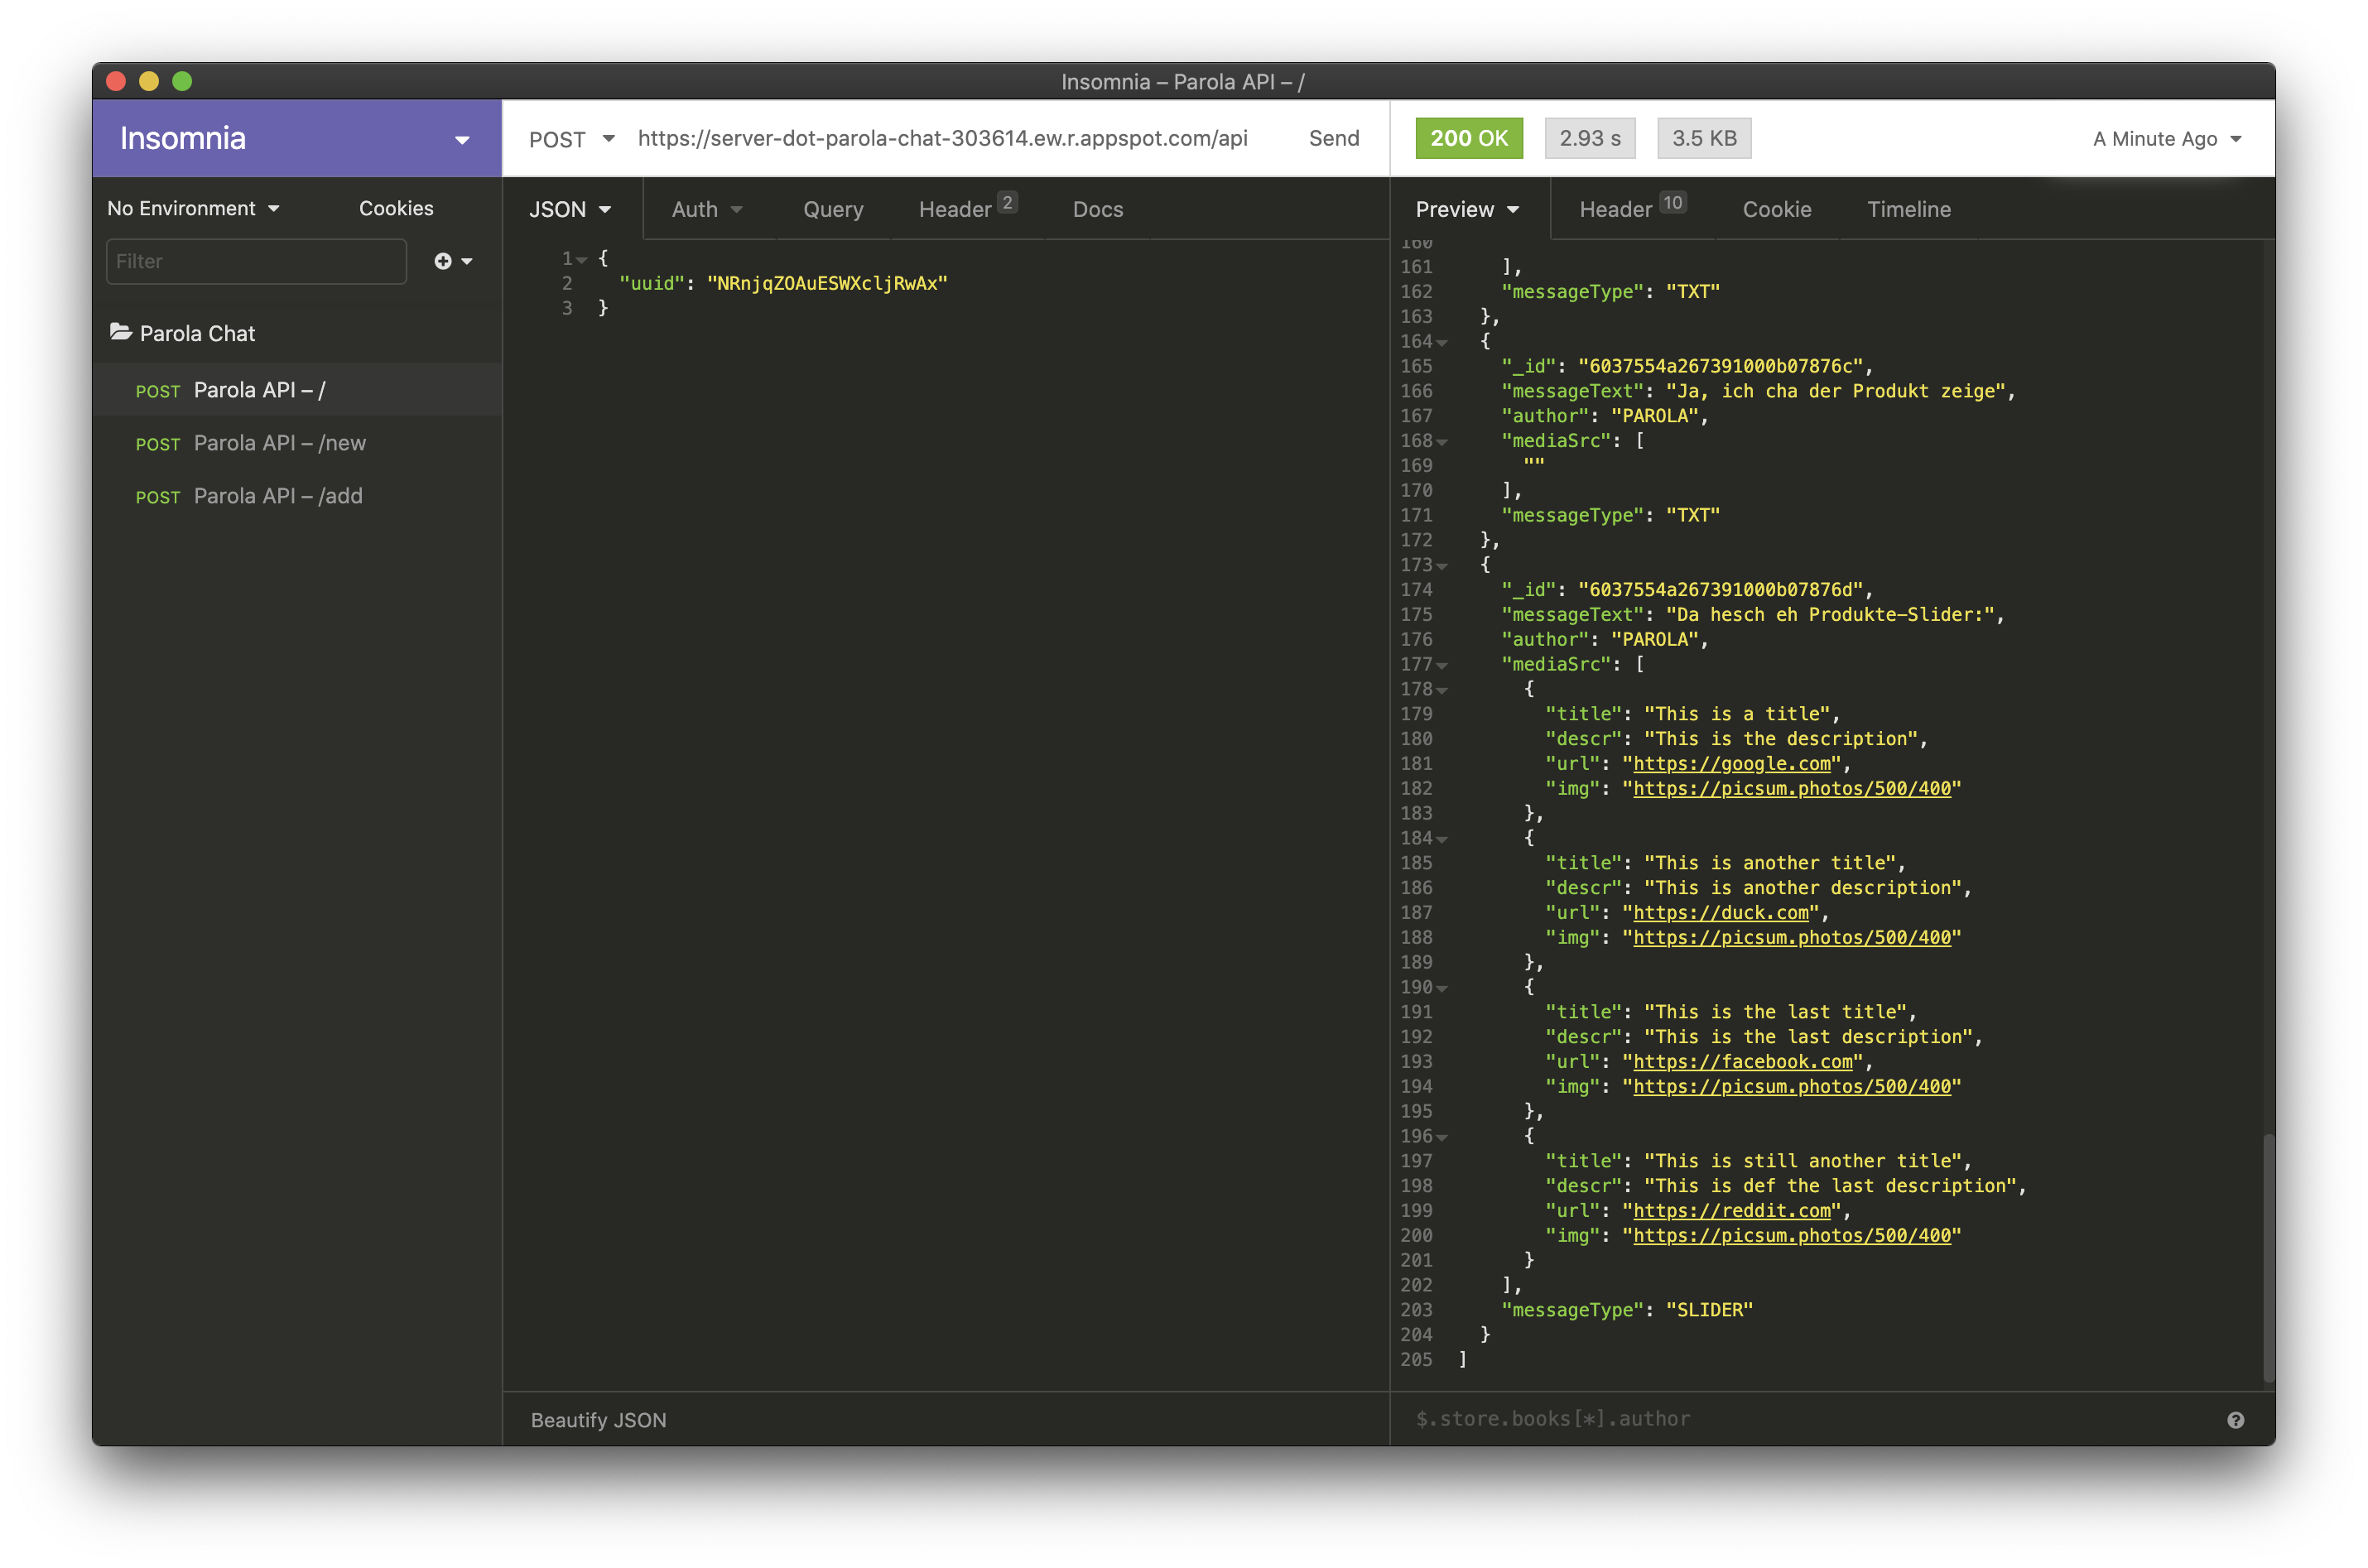 Insomnia – Parola API – /
Insomnia
POST https://server-dot-parola-chat-303614.ew.r.appspot.com/api Send
200 OK 2.93 s 3.5 KB A Minute Ago
No Environment Cookies
Filter
Parola Chat
POST Parola API – /
POST Parola API – /new
POST Parola API – /add
JSON Auth Query Header 2 Docs
1 {
2 "uuid": "NRnjqZOAuESWXcljRwAx"
3 }
Beautify JSON
Preview Header 10 Cookie Timeline
160
161 ],
162 "messageType": "TXT"
163 },
164 {
165 "_id": "6037554a267391000b07876c",
166 "messageText": "Ja, ich cha der Produkt zeige",
167 "author": "PAROLA",
168 "mediaSrc": [
169 ""
170 ],
171 "messageType": "TXT"
172 },
173 {
174 "_id": "6037554a267391000b07876d",
175 "messageText": "Da hesch eh Produkte-Slider:",
176 "author": "PAROLA",
177 "mediaSrc": [
178 {
179 "title": "This is a title",
180 "descr": "This is the description",
181 "url": "https://google.com",
182 "img": "https://picsum.photos/500/400"
183 },
184 {
185 "title": "This is another title",
186 "descr": "This is another description",
187 "url": "https://duck.com",
188 "img": "https://picsum.photos/500/400"
189 },
190 {
191 "title": "This is the last title",
192 "descr": "This is the last description",
193 "url": "https://facebook.com",
194 "img": "https://picsum.photos/500/400"
195 },
196 {
197 "title": "This is still another title",
198 "descr": "This is def the last description",
199 "url": "https://reddit.com",
200 "img": "https://picsum.photos/500/400"
201 }
202 ],
203 "messageType": "SLIDER"
204 }
205 ]
$.store.books[*].author